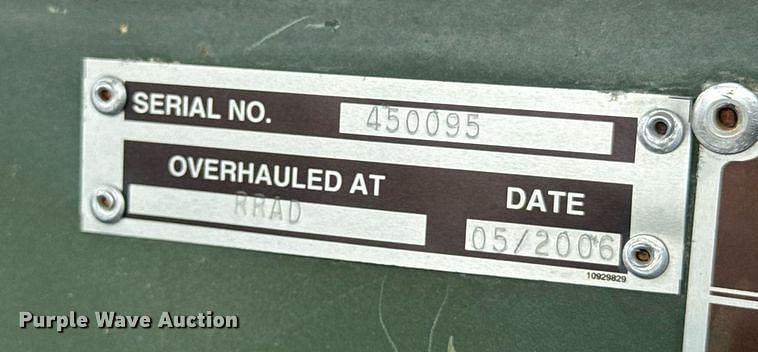 SERIAL NO. 450095
OVERHAULED AT
RRAD
DATE
05/2006
10929829
Purple Wave Auction